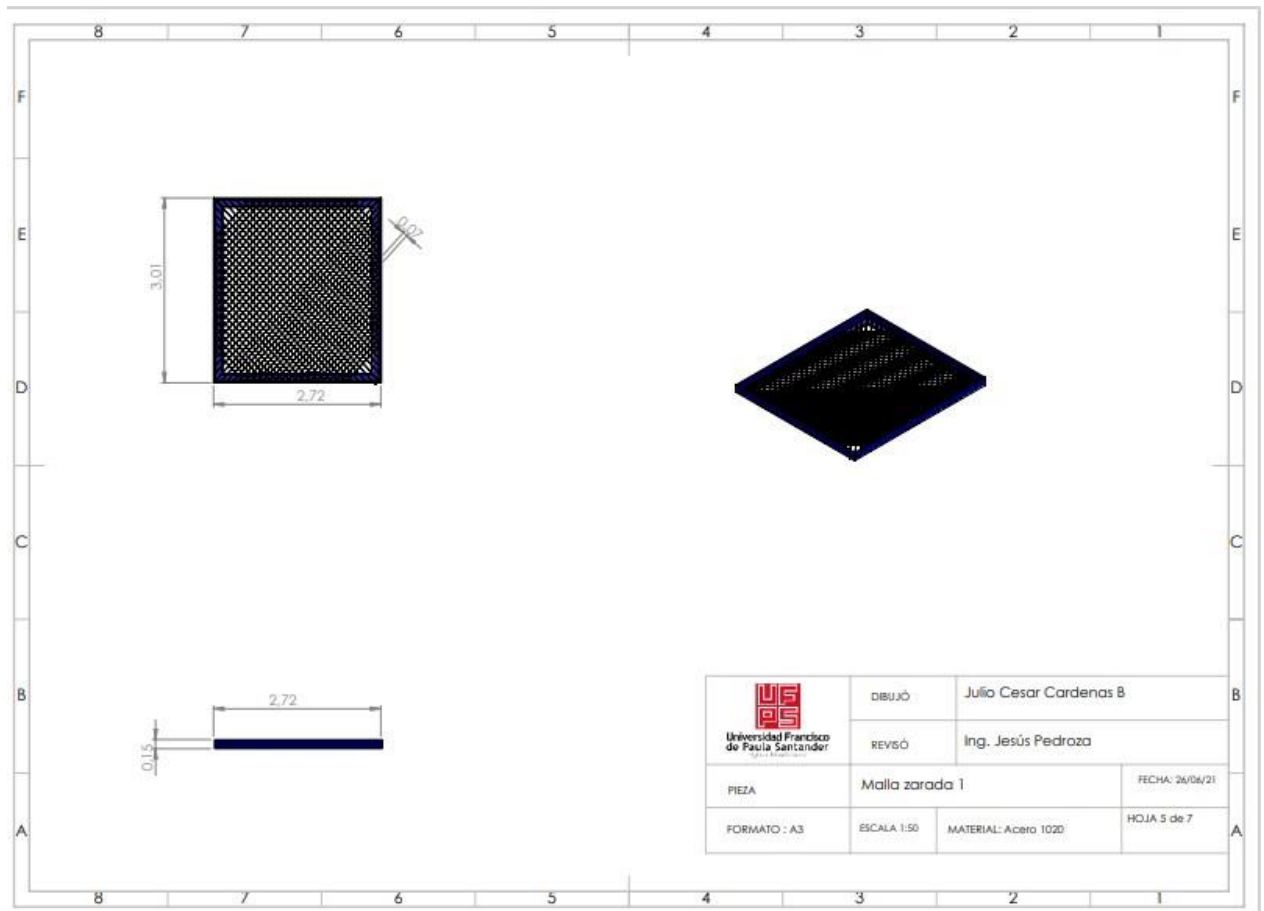 8 7 6 5 4 3 2 1
F F
E E
D D
C C
B B
A A
3,01
0,07
2,72
2,72
0,15
UFPS
Universidad Francisco
de Paula Santander
DIBUJÓ
Julio Cesar Cardenas B
REVISÓ
Ing. Jesús Pedroza
PIEZA
Malla zarada 1
FECHA: 26/06/21
FORMATO : A3
ESCALA 1:50
MATERIAL: Acero 1020
HOJA 5 de 7
8 7 6 5 4 3 2 1